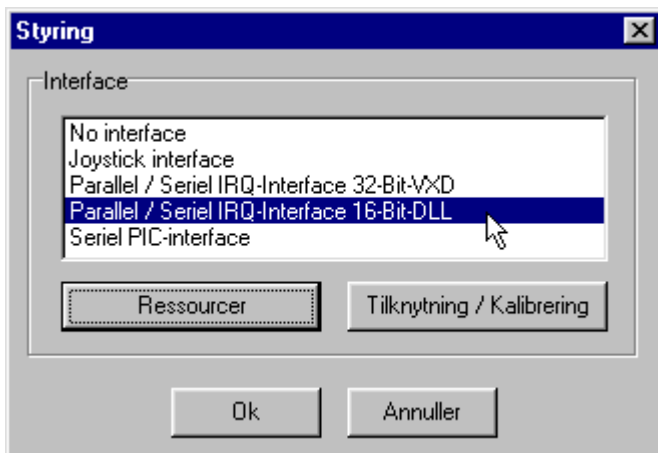 Styring
Interface
No interface
Joystick interface
Parallel / Seriel IRQ-Interface 32-Bit-VXD
Parallel / Seriel IRQ-Interface 16-Bit-DLL
Seriel PIC-interface
Ressourcer
Tilknytning / Kalibrering
Ok
Annuller